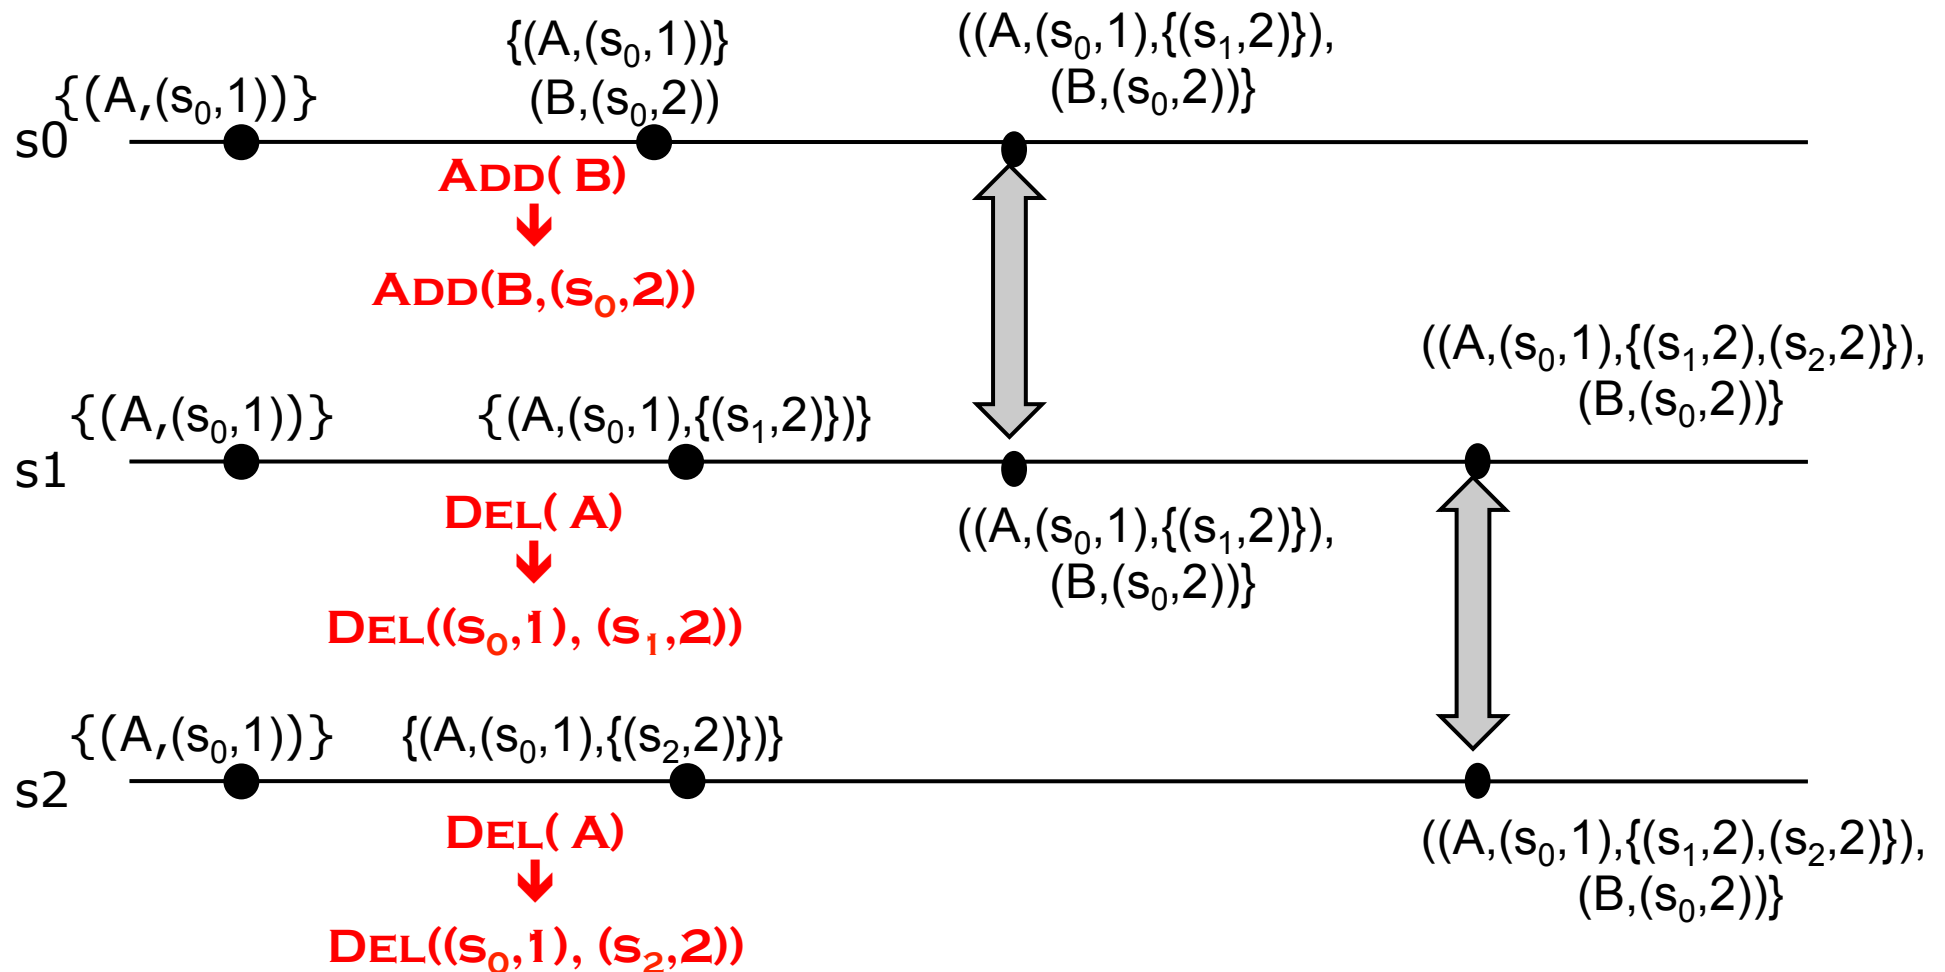 {(A,(s₀,1))}
(B,(s₀,2))
((A,(s₀,1),{(s₁,2)}),
(B,(s₀,2))}
{(A,(s₀,1))}
s0
ADD( B)
ADD(B,(s₀,2))
((A,(s₀,1),{(s₁,2),(s₂,2)}),
(B,(s₀,2))}
{(A,(s₀,1))}
{(A,(s₀,1),{(s₁,2)})}
s1
DEL( A)
DEL((s₀,1), (s₁,2))
((A,(s₀,1),{(s₁,2)}),
(B,(s₀,2))}
{(A,(s₀,1))}
{(A,(s₀,1),{(s₂,2)})}
s2
DEL( A)
DEL((s₀,1), (s₂,2))
((A,(s₀,1),{(s₁,2),(s₂,2)}),
(B,(s₀,2))}